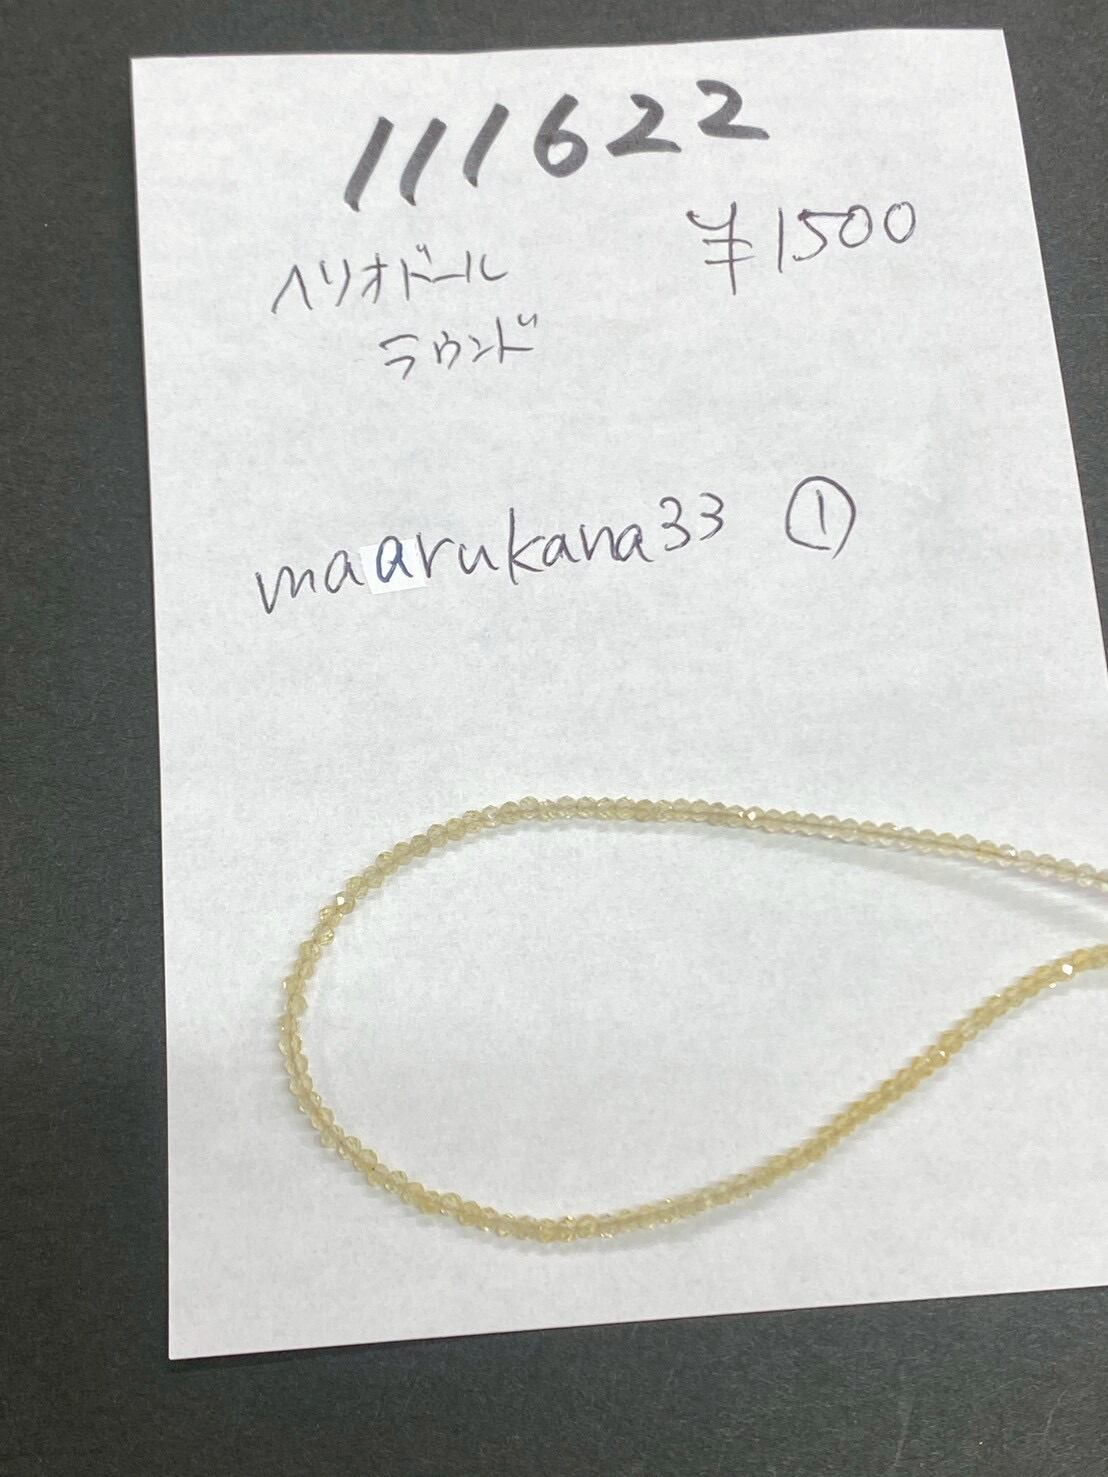 111622
¥1500
ヘリオドール
ラウンド
maarukana33 ①